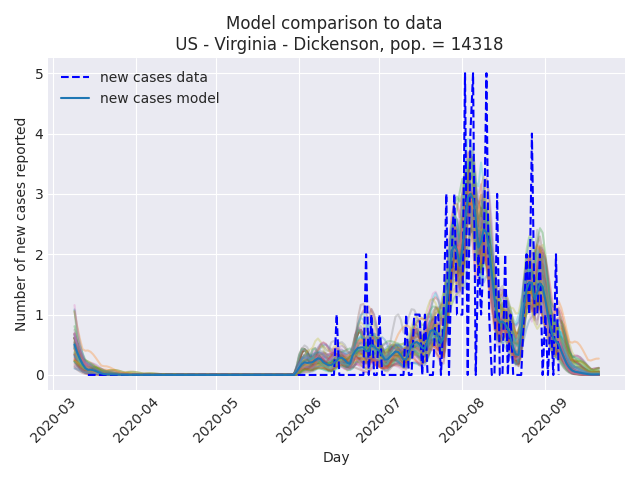 Model comparison to data
US - Virginia - Dickenson, pop. = 14318
new cases data
new cases model
Number of new cases reported
5
4
3
2
1
0
2020-03
2020-04
2020-05
2020-06
2020-07
2020-08
2020-09
Day